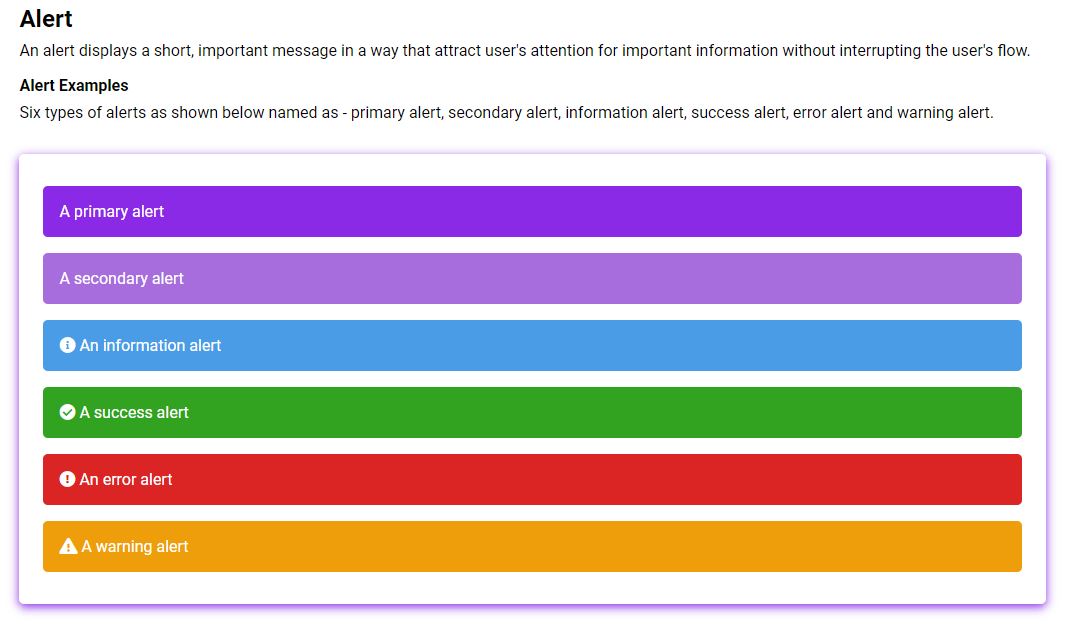 Alert
An alert displays a short, important message in a way that attract user's attention for important information without interrupting the user's flow.
Alert Examples
Six types of alerts as shown below named as - primary alert, secondary alert, information alert, success alert, error alert and warning alert.
A primary alert
A secondary alert
An information alert
A success alert
An error alert
A warning alert